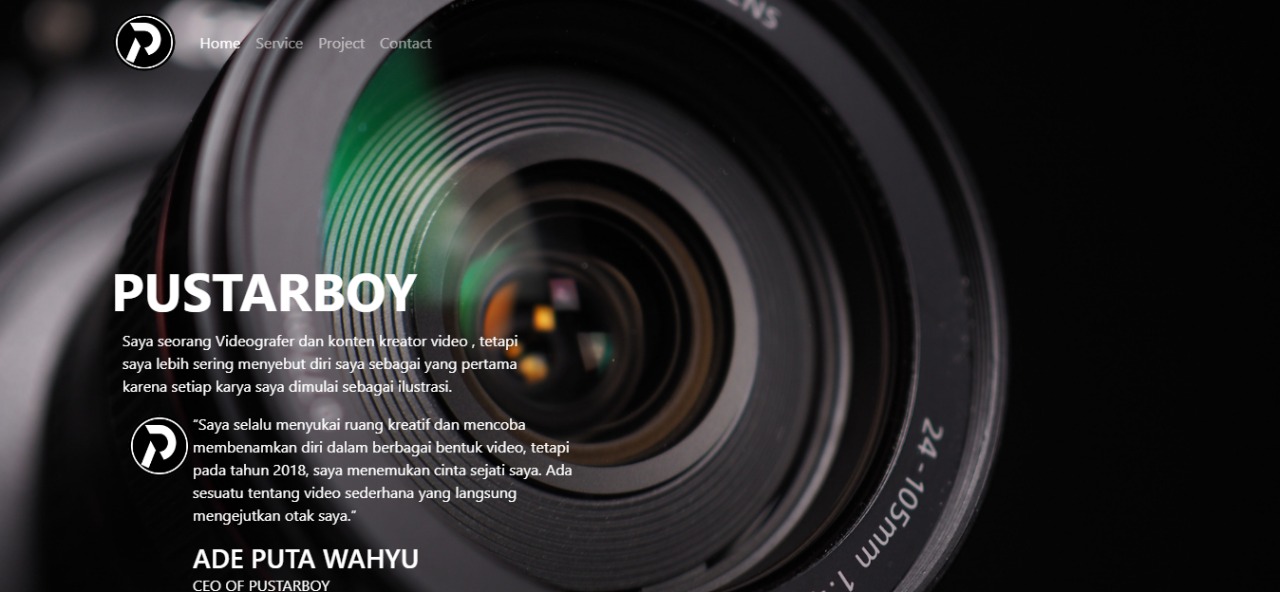 Home Service Project Contact
ENS
PUSTARBOY
Saya seorang Videografer dan konten kreator video , tetapi
saya lebih sering menyebut diri saya sebagai yang pertama
karena setiap karya saya dimulai sebagai ilustrasi.
“Saya selalu menyukai ruang kreatif dan mencoba
membenamkan diri dalam berbagai bentuk video, tetapi
pada tahun 2018, saya menemukan cinta sejati saya. Ada
sesuatu tentang video sederhana yang langsung
mengejutkan otak saya.”
24-105mm 1:
ADE PUTA WAHYU
CEO OF PUSTARBOY